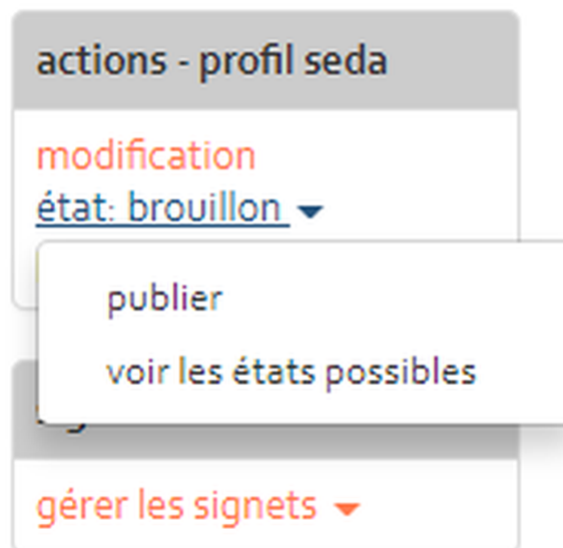 actions - profil seda
modification
état: brouillon
publier
voir les états possibles
gérer les signets